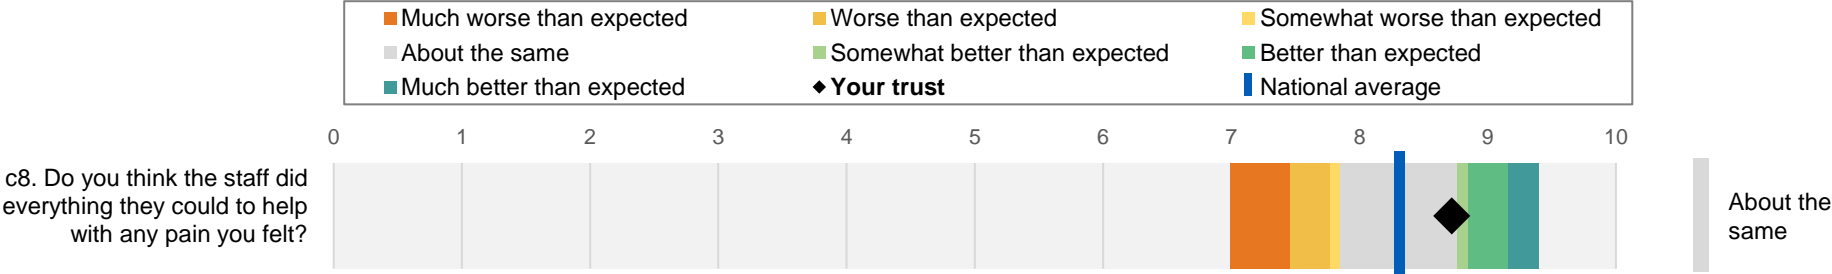 Much worse than expected
Worse than expected
Somewhat worse than expected
About the same
Somewhat better than expected
Better than expected
Much better than expected
Your trust
National average
0 1 2 3 4 5 6 7 8 9 10
c8. Do you think the staff did
everything they could to help
with any pain you felt?
About the
same